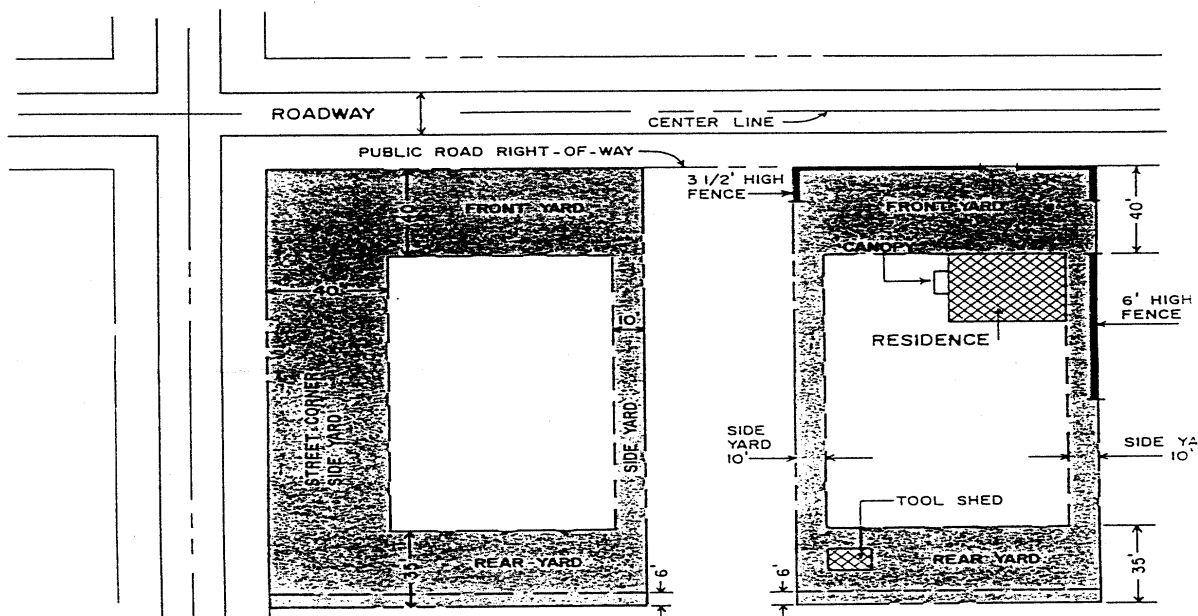 ROADWAY
CENTER LINE
PUBLIC ROAD RIGHT-OF-WAY
3 1/2' HIGH
FENCE
FRONT YARD
FRONT YARD
40'
CANOPY
40'
6' HIGH
FENCE
RESIDENCE
STREET CORNER
SIDE YARD
SIDE YARD
SIDE
YARD
10'
SIDE YA
10'
TOOL SHED
REAR YARD
REAR YARD
35'
35'
6'
6'